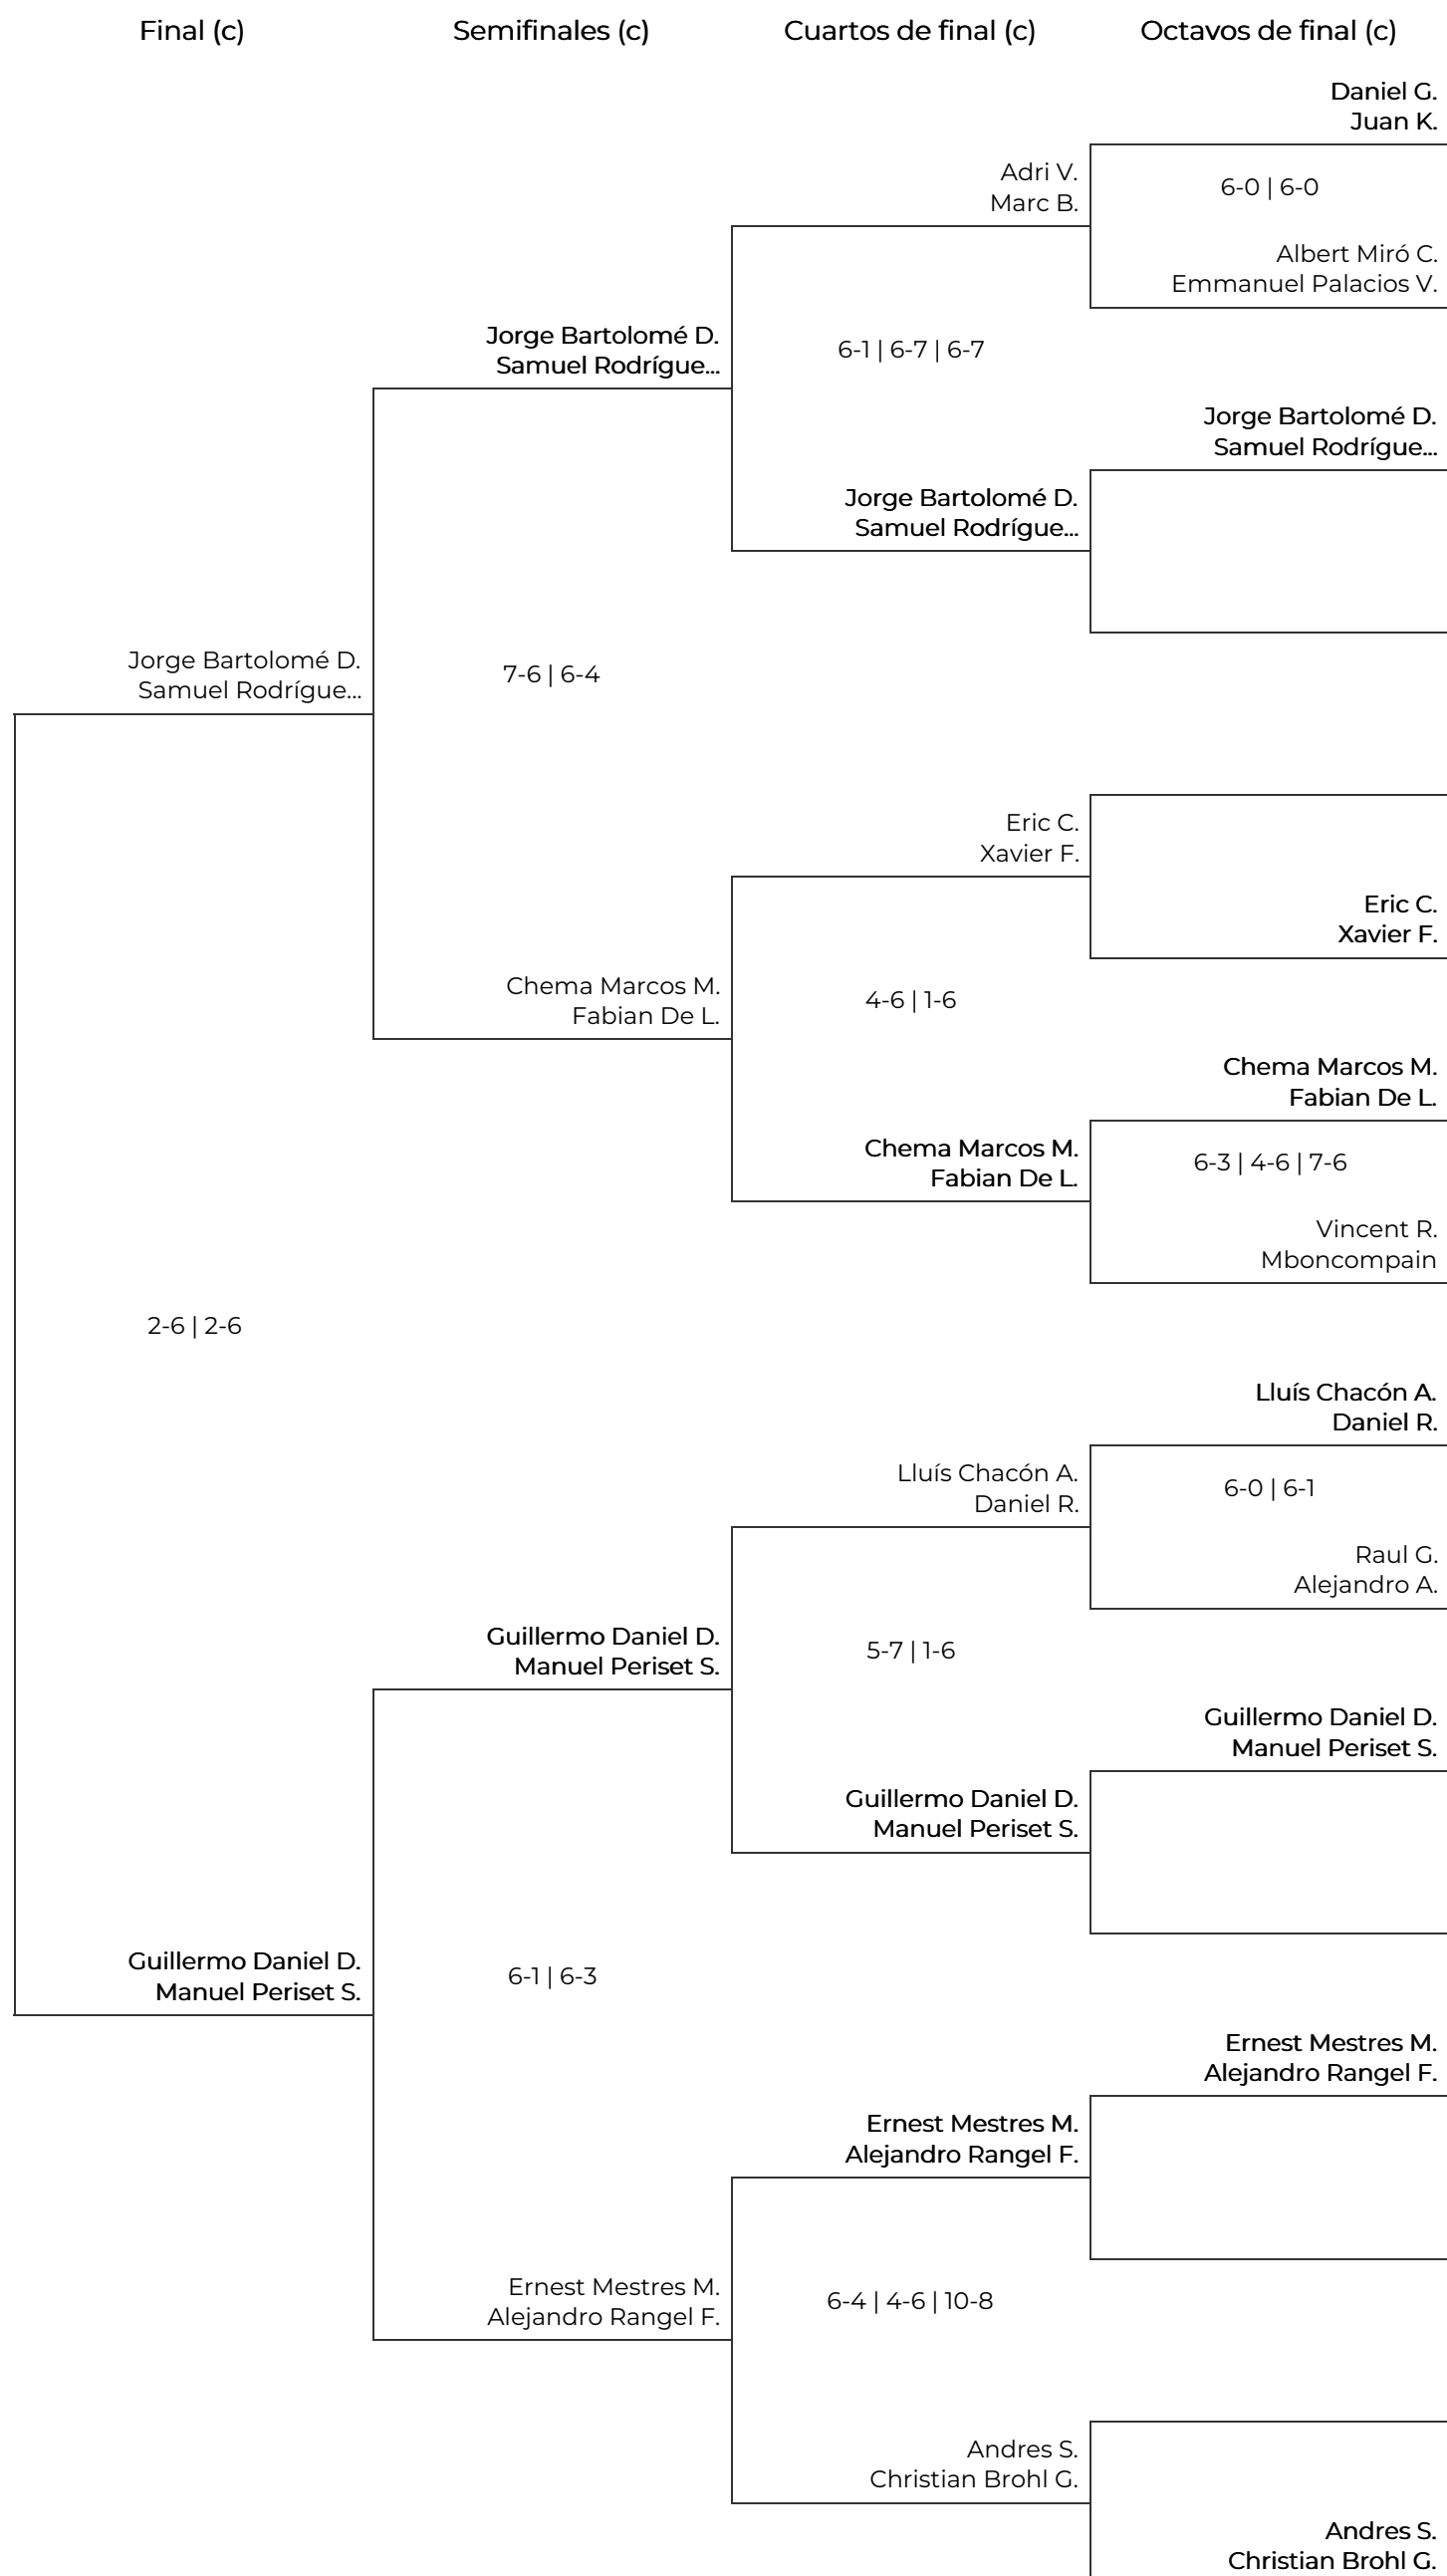 Final (c)
Semifinales (c)
Cuartos de final (c)
Octavos de final (c)
Daniel G.
Juan K.
Adri V.
Marc B.
6-0 | 6-0
Albert Miró C.
Emmanuel Palacios V.
Jorge Bartolomé D.
Samuel Rodrígue...
6-1 | 6-7 | 6-7
Jorge Bartolomé D.
Samuel Rodrígue...
Jorge Bartolomé D.
Samuel Rodrígue...
Jorge Bartolomé D.
Samuel Rodrígue...
7-6 | 6-4
Eric C.
Xavier F.
Eric C.
Xavier F.
Chema Marcos M.
Fabian De L.
4-6 | 1-6
Chema Marcos M.
Fabian De L.
Chema Marcos M.
Fabian De L.
6-3 | 4-6 | 7-6
Vincent R.
Mboncompain
2-6 | 2-6
Lluís Chacón A.
Daniel R.
Lluís Chacón A.
Daniel R.
6-0 | 6-1
Raul G.
Alejandro A.
Guillermo Daniel D.
Manuel Periset S.
5-7 | 1-6
Guillermo Daniel D.
Manuel Periset S.
Guillermo Daniel D.
Manuel Periset S.
Guillermo Daniel D.
Manuel Periset S.
6-1 | 6-3
Ernest Mestres M.
Alejandro Rangel F.
Ernest Mestres M.
Alejandro Rangel F.
Ernest Mestres M.
Alejandro Rangel F.
6-4 | 4-6 | 10-8
Andres S.
Christian Brohl G.
Andres S.
Christian Brohl G.